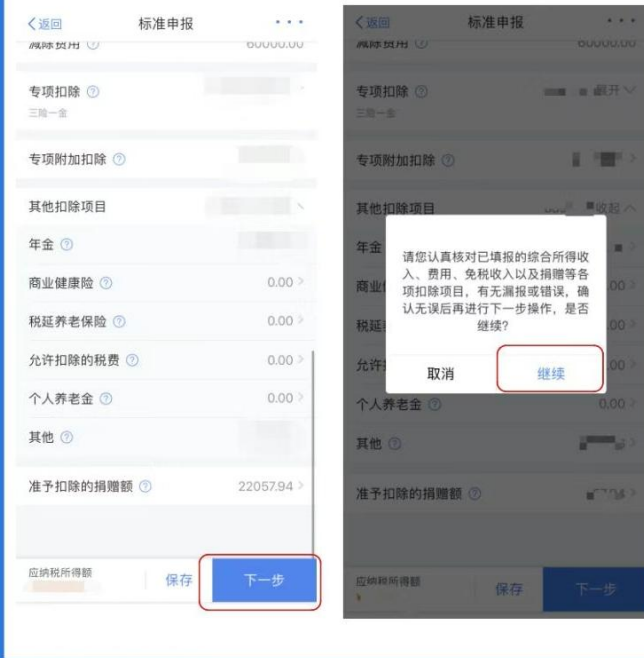 返回
标准申报
减除费用
60000.00
专项扣除
三险一金
专项附加扣除
其他扣除项目
年金
商业健康险
0.00
税延养老保险
0.00
允许扣除的税费
0.00
个人养老金
0.00
其他
准予扣除的捐赠额
22057.94
应纳税所得额
保存
下一步
返回
标准申报
减除费用
60000.00
专项扣除
展开
三险一金
专项附加扣除
其他扣除项目
收起
年金
商业
.00
税延
.00
允许
.00
请您认真核对已填报的综合所得收
入、费用、免税收入以及捐赠等各
项扣除项目，有无漏报或错误，确
认无误后再进行下一步操作，是否
继续？
取消
继续
个人养老金
0.00
其他
准予扣除的捐赠额
应纳税所得额
保存
下一步